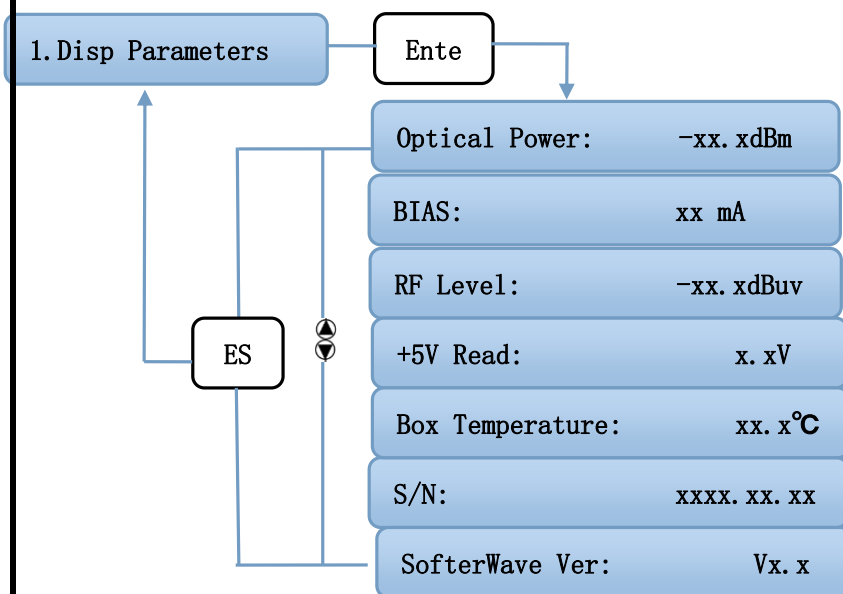 1.Disp Parameters
Ente
Optical Power: -xx.xdBm
BIAS: xx mA
RF Level: -xx.xdBuv
+5V Read: x.xV
ES
Box Temperature: xx.x℃
S/N: xxxx.xx.xx
SofterWave Ver: Vx.x